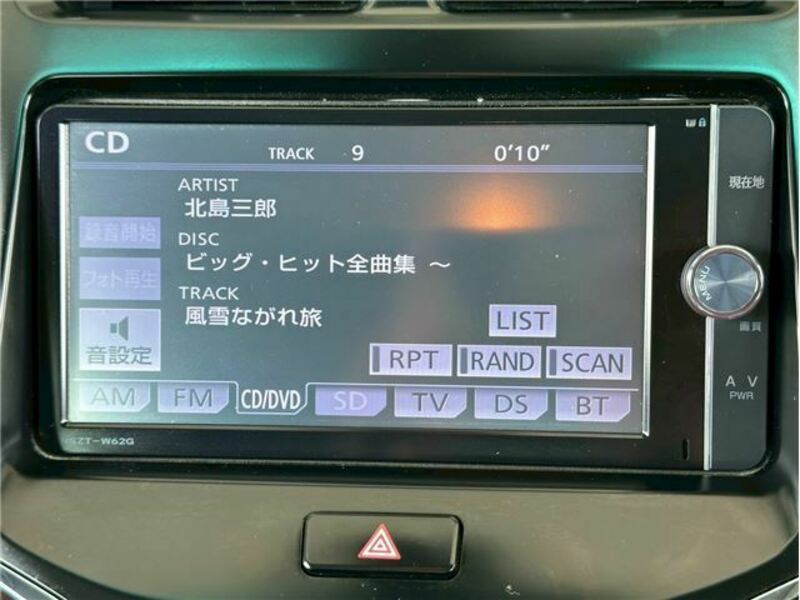 CD
TRACK 9 0'10"
ARTIST
北島三郎
録音開始
DISC
ビッグ・ヒット全曲集 ～
フォト再生
TRACK
風雪ながれ旅
音設定
LIST
RPT RAND SCAN
AM FM CD/DVD SD TV DS BT
NSZT-W62G
現在地
MENU
画質
AV
PWR